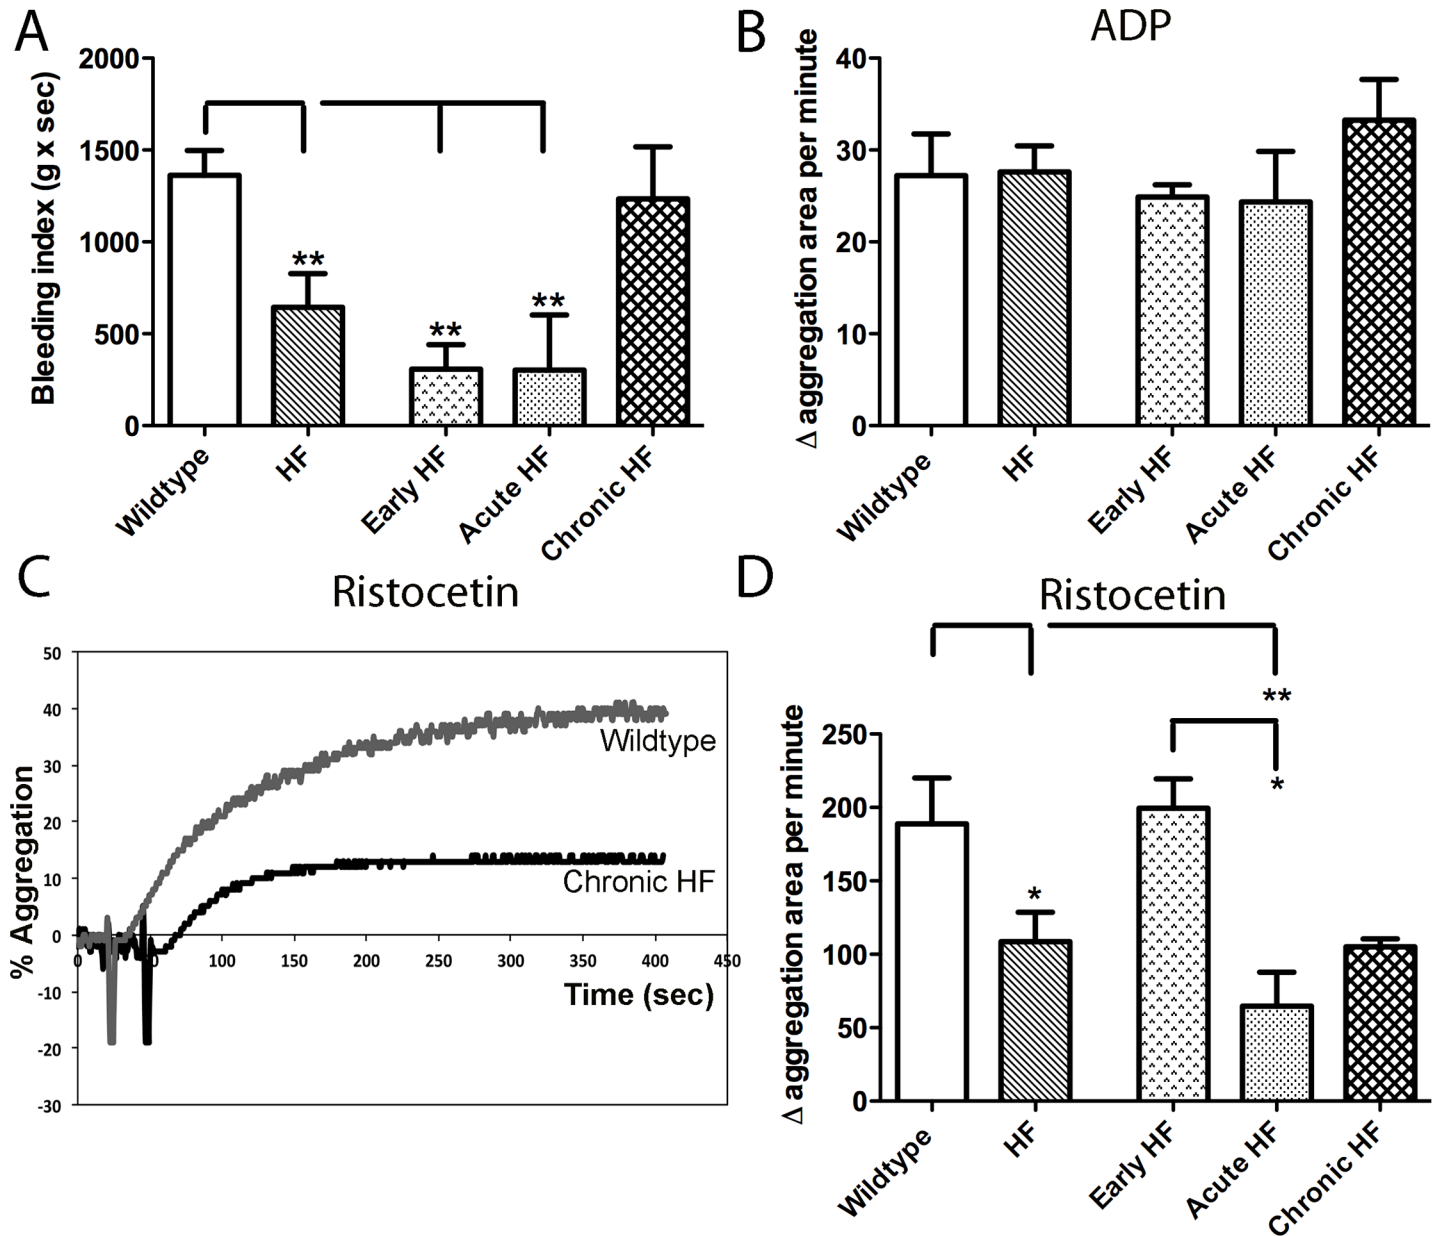 A
Bleeding index (g x sec)
2000
1500
1000
500
0
**
**
**
Wildtype
HF
Early HF
Acute HF
Chronic HF
B
ADP
Δ aggregation area per minute
40
30
20
10
0
Wildtype
HF
Early HF
Acute HF
Chronic HF
C
Ristocetin
% Aggregation
50
40
30
20
10
0
-10
-20
-30
0 50 100 150 200 250 300 350 400 450
Wildtype
Chronic HF
Time (sec)
D
Ristocetin
Δ aggregation area per minute
250
200
150
100
50
0
**
*
*
Wildtype
HF
Early HF
Acute HF
Chronic HF